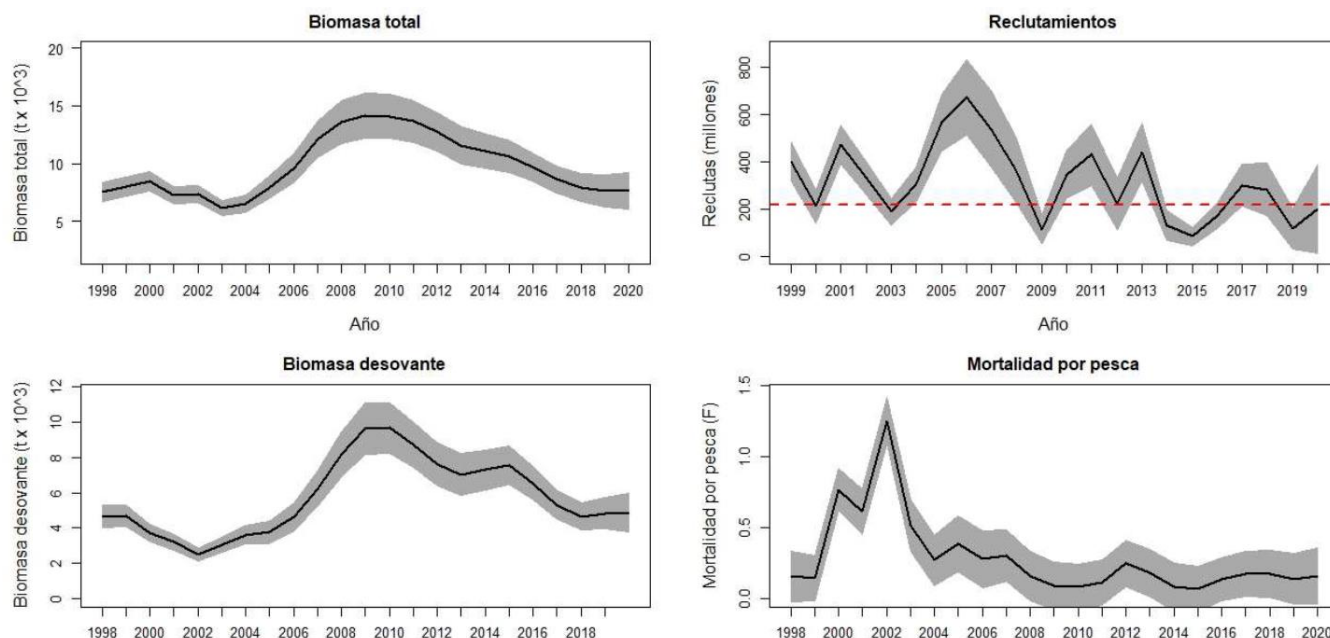 Biomasa total
Biomasa total (t x 10^3)
20
15
10
5
1998 2000 2002 2004 2006 2008 2010 2012 2014 2016 2018 2020
Año
Reclutamientos
Reclutas (millones)
800
600
400
200
0
1999 2001 2003 2005 2007 2009 2011 2013 2015 2017 2019
Año
Biomasa desovante
Biomasa desovante (t x 10^3)
12
10
8
6
4
2
0
1998 2000 2002 2004 2006 2008 2010 2012 2014 2016 2018
Mortalidad por pesca
Mortalidad por pesca (F)
1.5
1.0
0.5
0.0
1998 2000 2002 2004 2006 2008 2010 2012 2014 2016 2018 2020